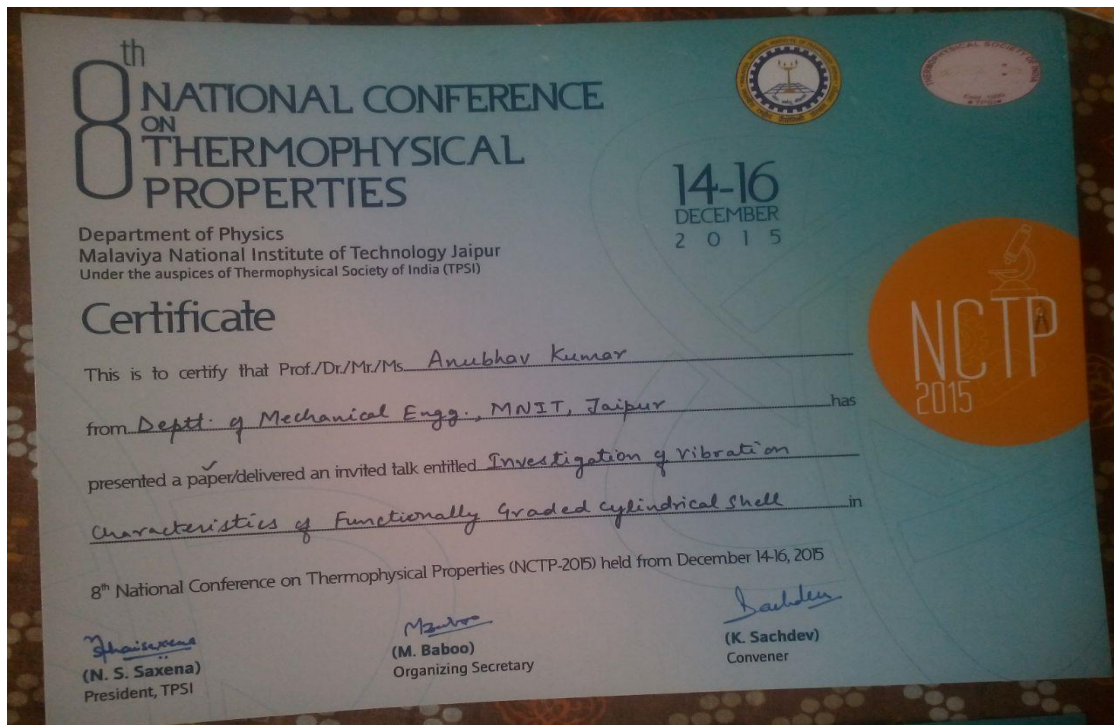 8th
NATIONAL CONFERENCE
ON
THERMOPHYSICAL
PROPERTIES
14-16
DECEMBER
2015
Department of Physics
Malaviya National Institute of Technology Jaipur
Under the auspices of Thermophysical Society of India (TPSI)
NCTP
2015
Certificate
This is to certify that Prof./Dr./Mr./Ms. Anubhav Kumar
from Deptt. of Mechanical Engg., MNIT, Jaipur has
presented a paper/delivered an invited talk entitled Investigation of Vibration
Characteristics of Functionally Graded Cylindrical Shell in
8th National Conference on Thermophysical Properties (NCTP-2015) held from December 14-16, 2015
(N. S. Saxena)
President, TPSI
(M. Baboo)
Organizing Secretary
(K. Sachdev)
Convener